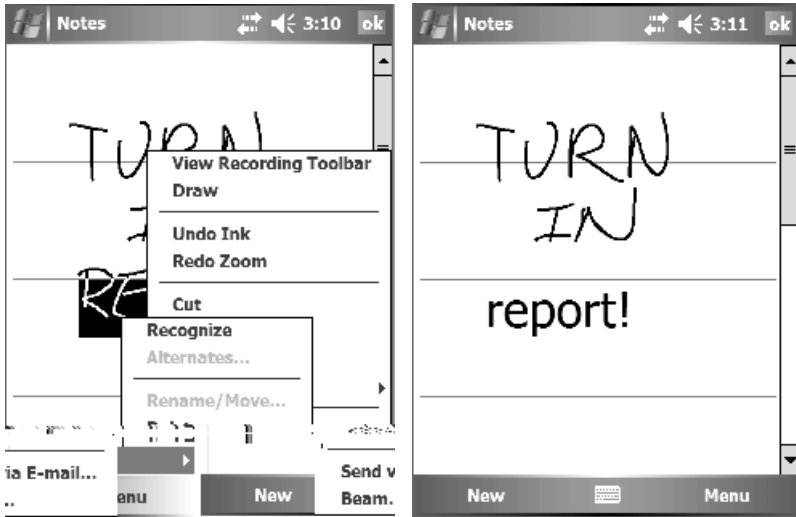 Notes 3:10 ok
TURN
View Recording Toolbar
Draw
Undo Ink
Redo Zoom
Cut
Recognize
Alternates...
Rename/Move...
ia E-mail...
Send v
..
enu
New
Beam.
Notes 3:11 ok
TURN
IN
report!
New
Menu